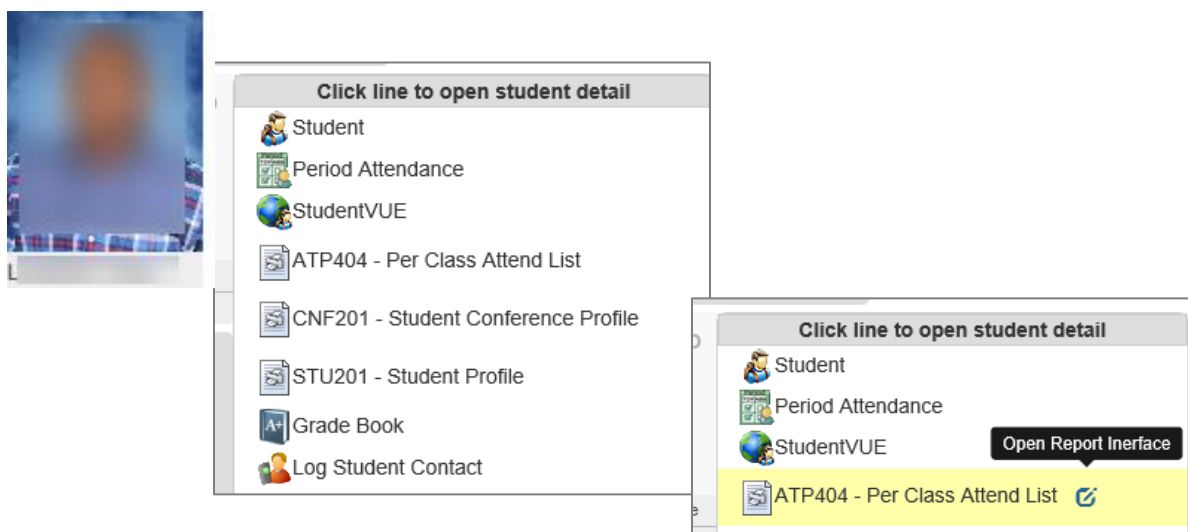 L
Click line to open student detail
Student
Period Attendance
StudentVUE
ATP404 - Per Class Attend List
CNF201 - Student Conference Profile
STU201 - Student Profile
A+
Grade Book
Log Student Contact
Click line to open student detail
Student
Period Attendance
StudentVUE
Open Report Inerface
ATP404 - Per Class Attend List